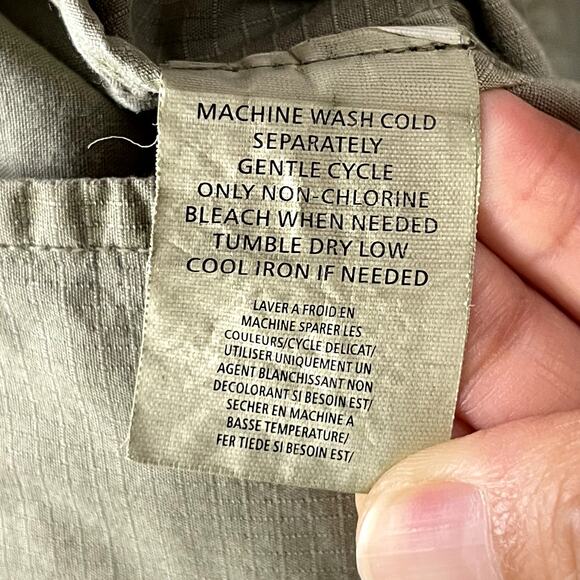 MACHINE WASH COLD
SEPARATELY
GENTLE CYCLE
ONLY NON-CHLORINE
BLEACH WHEN NEEDED
TUMBLE DRY LOW
COOL IRON IF NEEDED
LAVER A FROID.EN
MACHINE SPARER LES
COULEURS/CYCLE DELICAT/
UTILISER UNIQUEMENT UN
AGENT BLANCHISSANT NON
DECOLORANT SI BESOIN EST/
SECHER EN MACHINE A
BASSE TEMPERATURE/
FER TIEDE SI BESOIN EST/